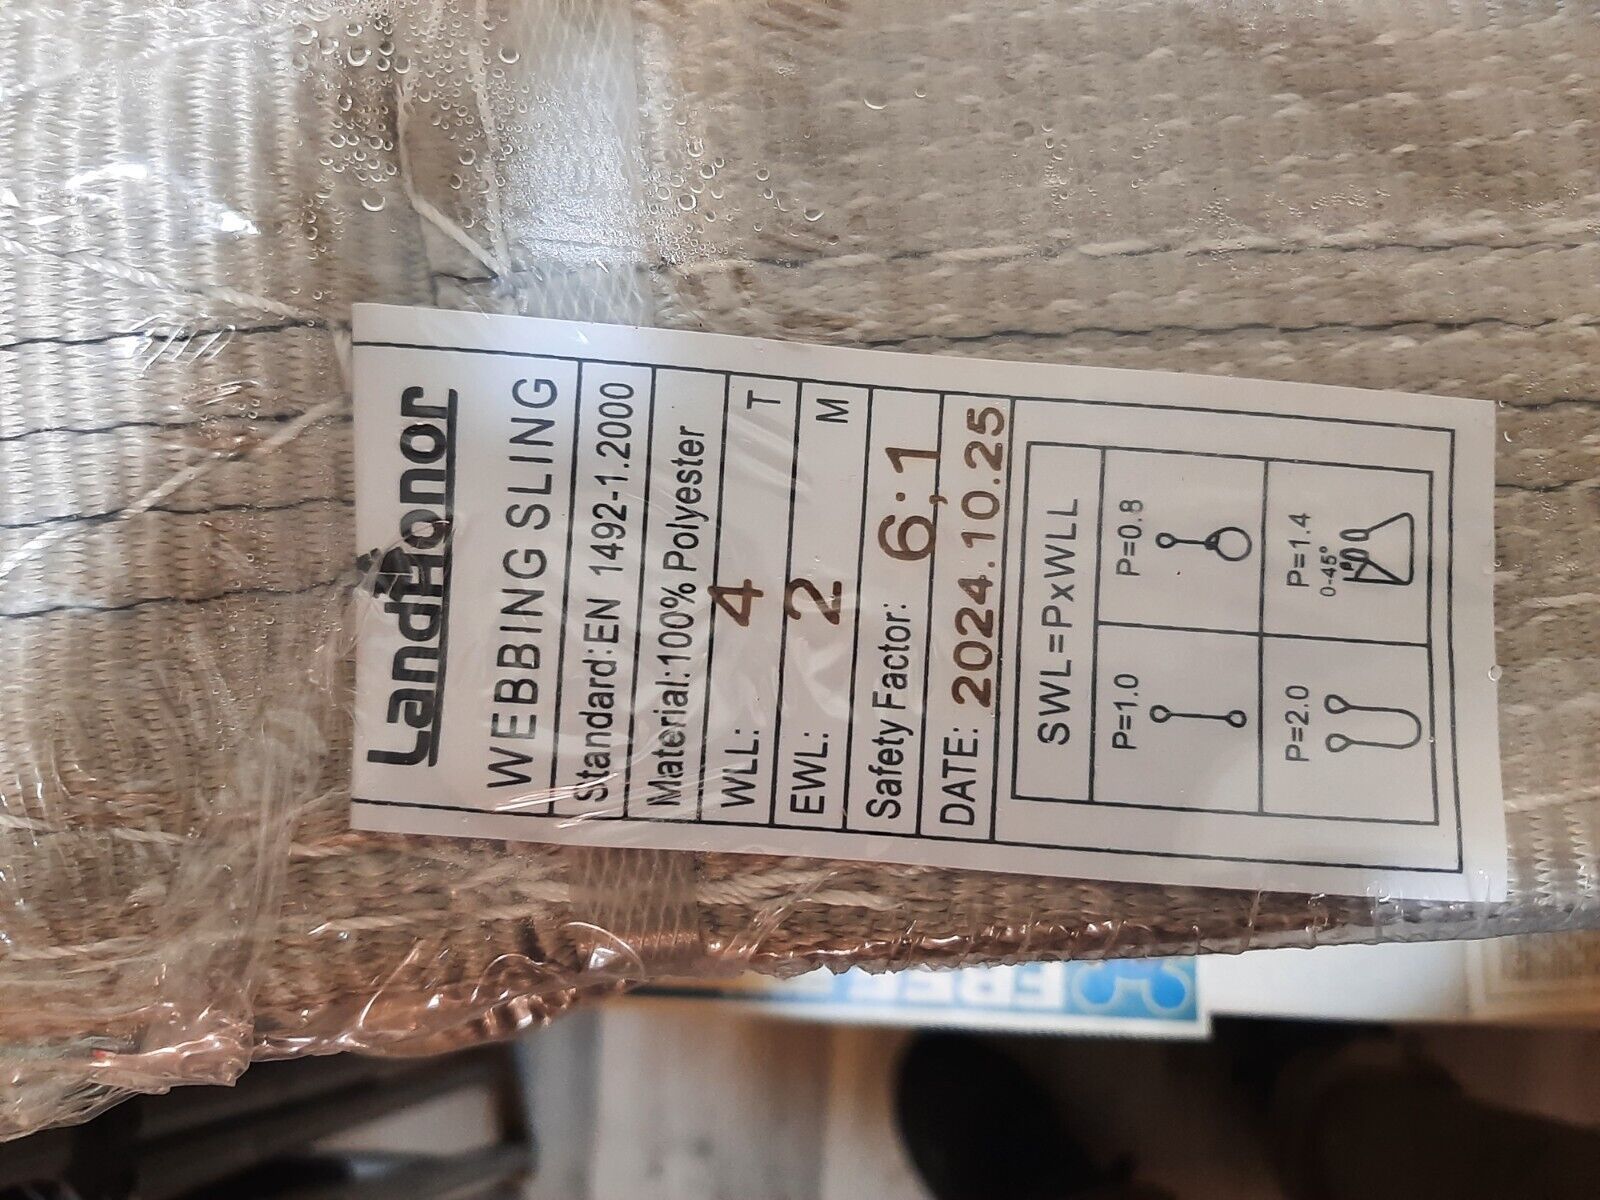 LandHonor
WEBBING SLING
Standard:EN 1492-1.2000
Material:100% Polyester
WLL: 4 T
EWL: 2 M
Safety Factor: 6:1
DATE: 2024.10.25
SWL=PxWLL
P=1.0 P=0.8
P=2.0 P=1.4
0-45°
FREE